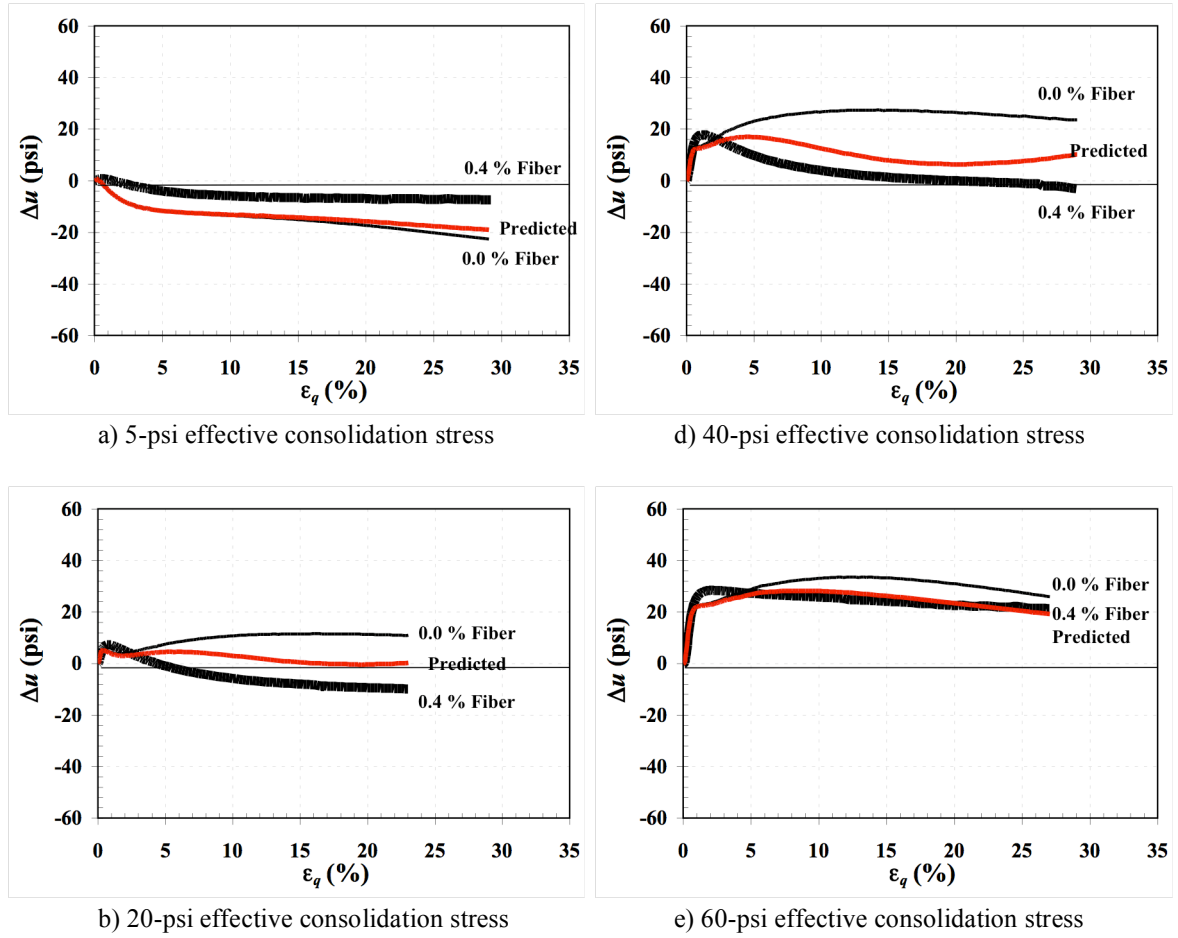 60
40
20
0
-20
-40
-60
Δu (psi)
0.4 % Fiber
Predicted
0.0 % Fiber
0 5 10 15 20 25 30 35
εq (%)
a) 5-psi effective consolidation stress
60
40
20
0
-20
-40
-60
Δu (psi)
0.0 % Fiber
Predicted
0.4 % Fiber
0 5 10 15 20 25 30 35
εq (%)
d) 40-psi effective consolidation stress
60
40
20
0
-20
-40
-60
Δu (psi)
0.0 % Fiber
Predicted
0.4 % Fiber
0 5 10 15 20 25 30 35
εq (%)
b) 20-psi effective consolidation stress
60
40
20
0
-20
-40
-60
Δu (psi)
0.0 % Fiber
0.4 % Fiber
Predicted
0 5 10 15 20 25 30 35
εq (%)
e) 60-psi effective consolidation stress